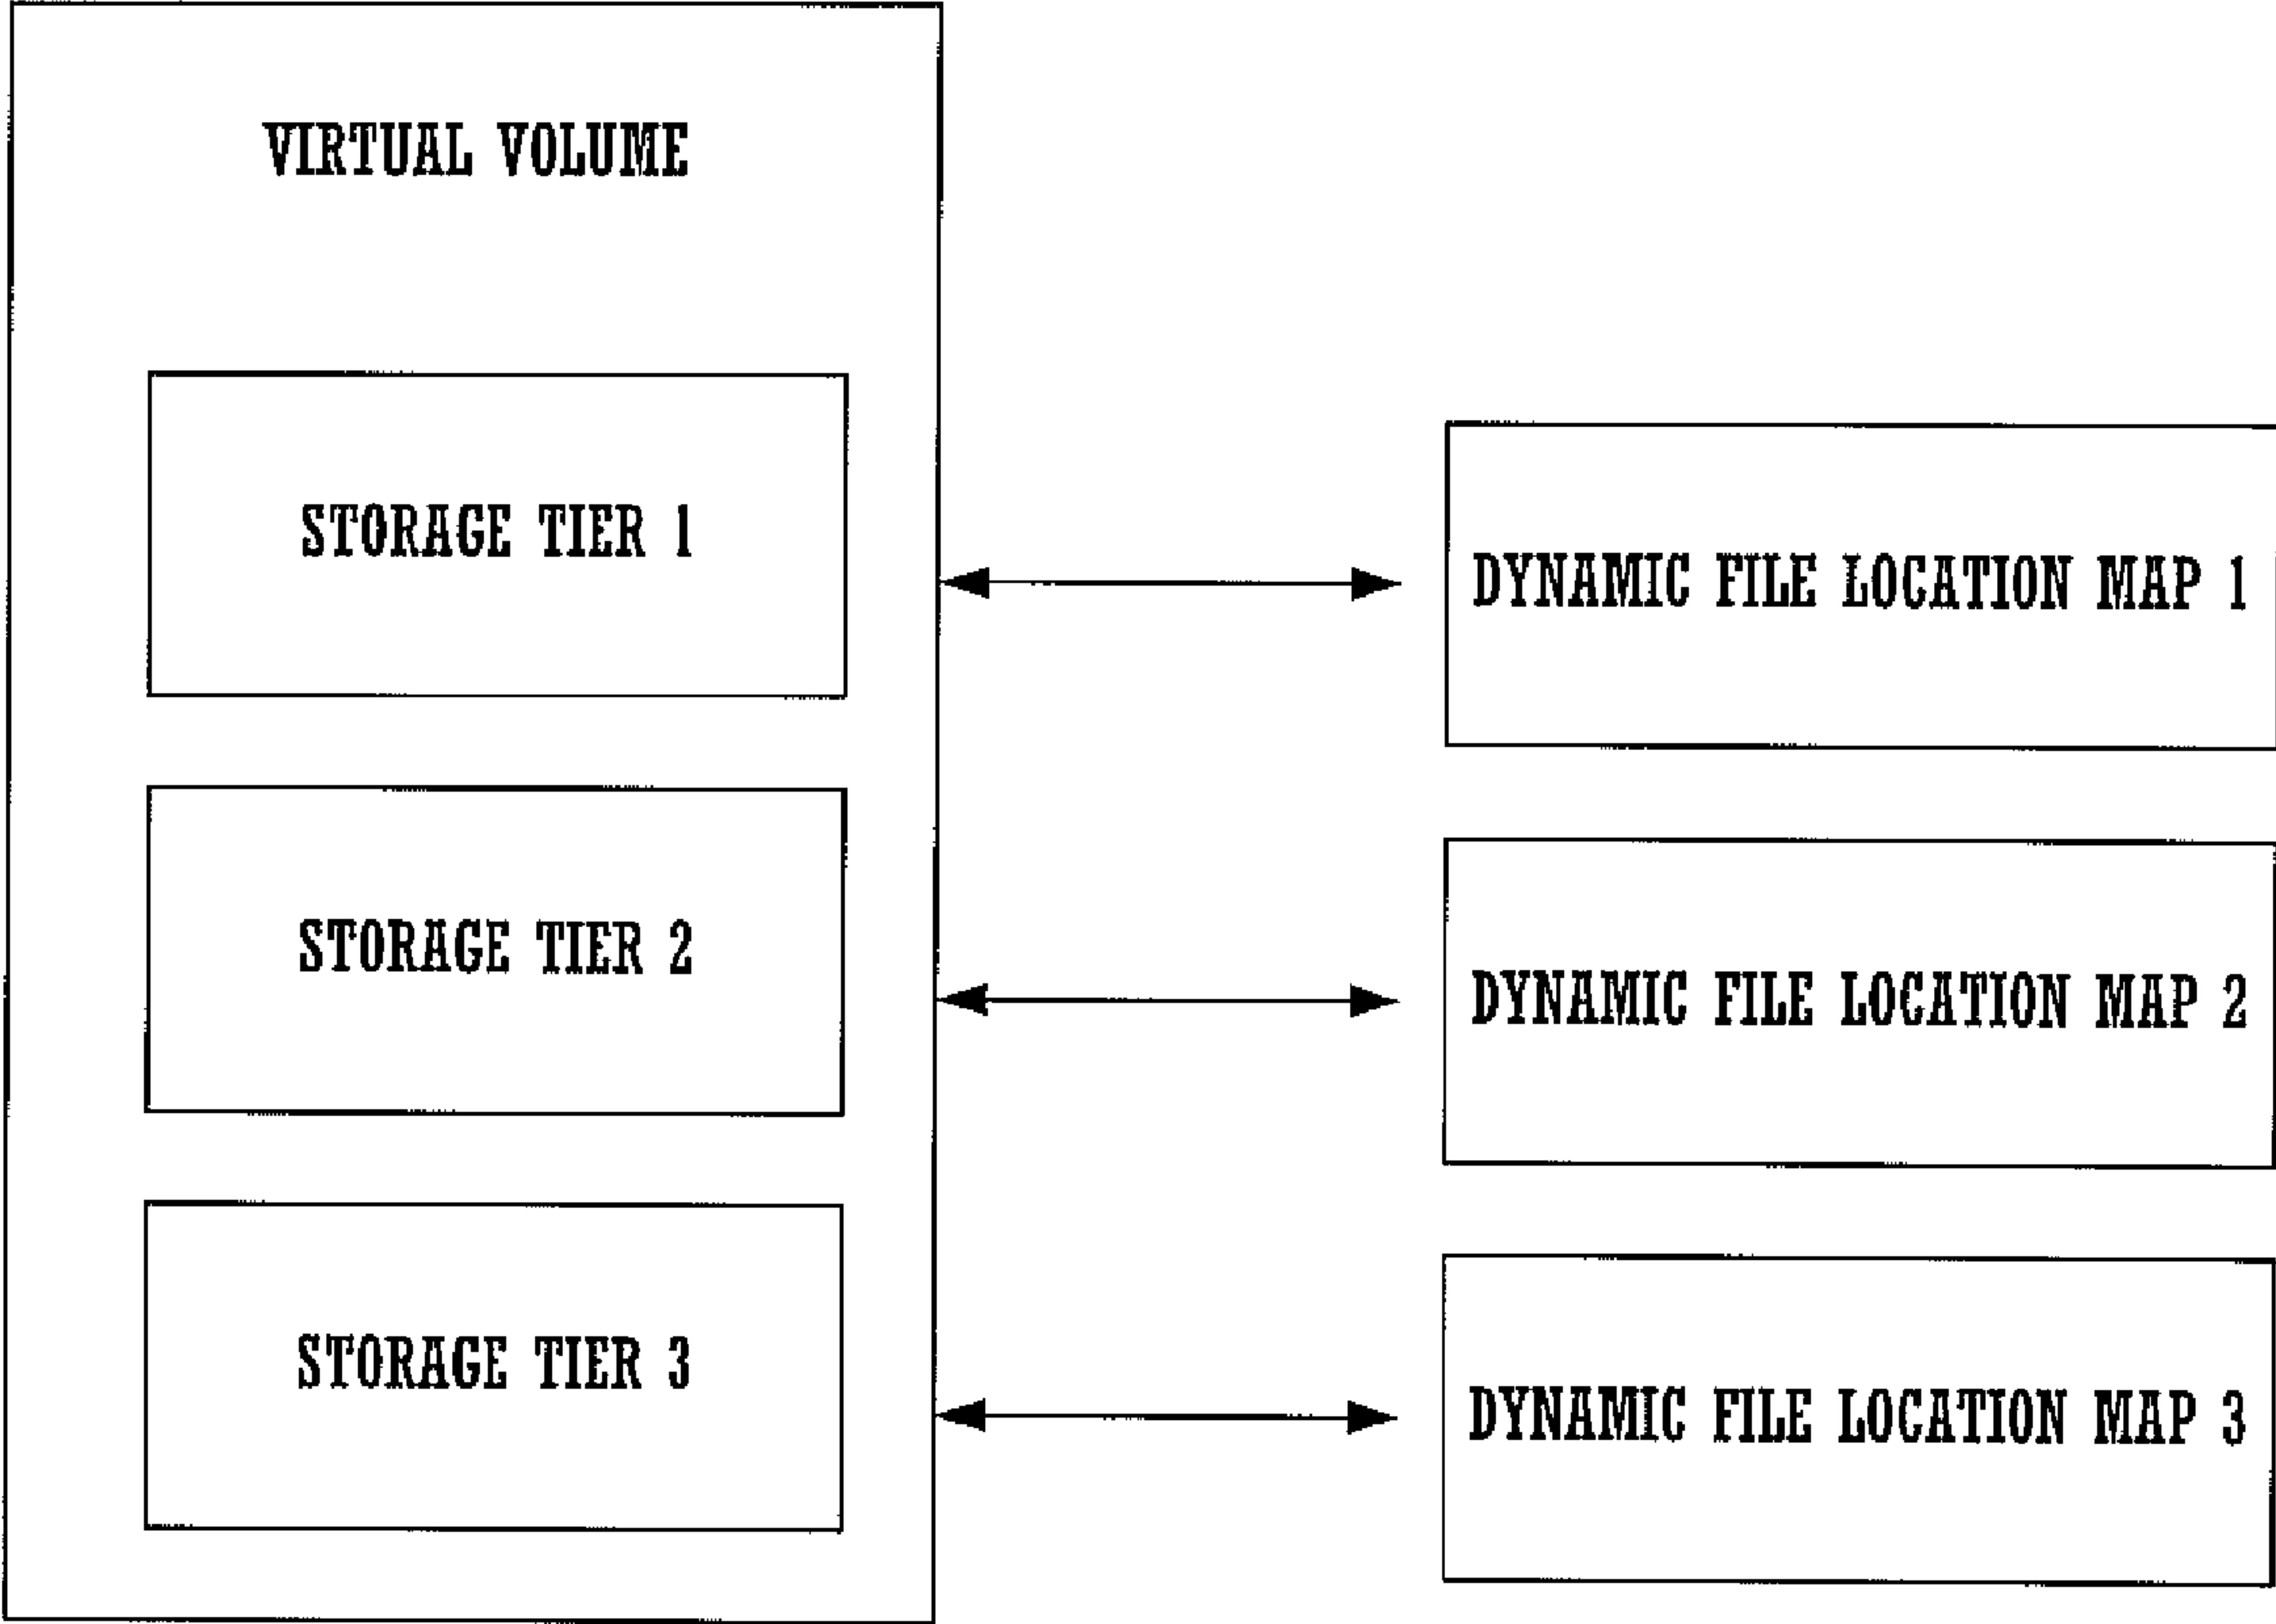 VIRTUAL VOLUME
STORAGE TIER 1
DYNAMIC FILE LOCATION MAP 1
STORAGE TIER 2
DYNAMIC FILE LOCATION MAP 2
STORAGE TIER 3
DYNAMIC FILE LOCATION MAP 3